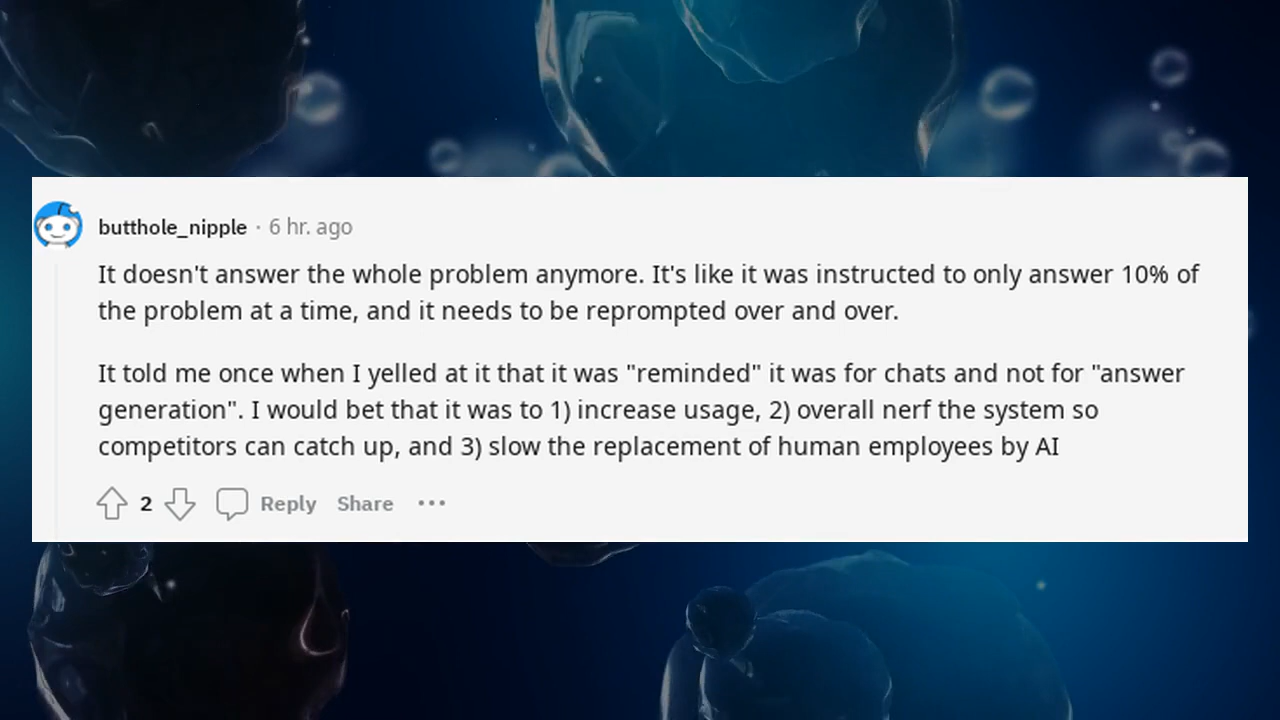 butthole_nipple · 6 hr. ago
It doesn't answer the whole problem anymore. It's like it was instructed to only answer 10% of
the problem at a time, and it needs to be reprompted over and over.
It told me once when I yelled at it that it was "reminded" it was for chats and not for "answer
generation". I would bet that it was to 1) increase usage, 2) overall nerf the system so
competitors can catch up, and 3) slow the replacement of human employees by AI
2 Reply Share ···